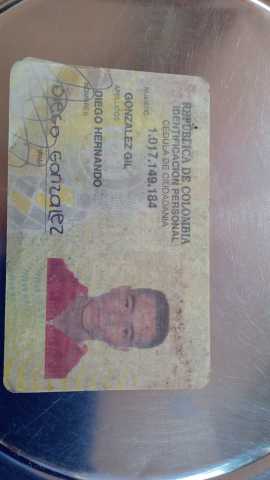 REPUBLICA DE COLOMBIA
IDENTIFICACION PERSONAL
CEDULA DE CIUDADANIA
NUMERO 1.017.149.184
GONZALEZ GIL
APELLIDOS
DIEGO HERNANDO
NOMBRES
Diego Gonzalez
FIRMA